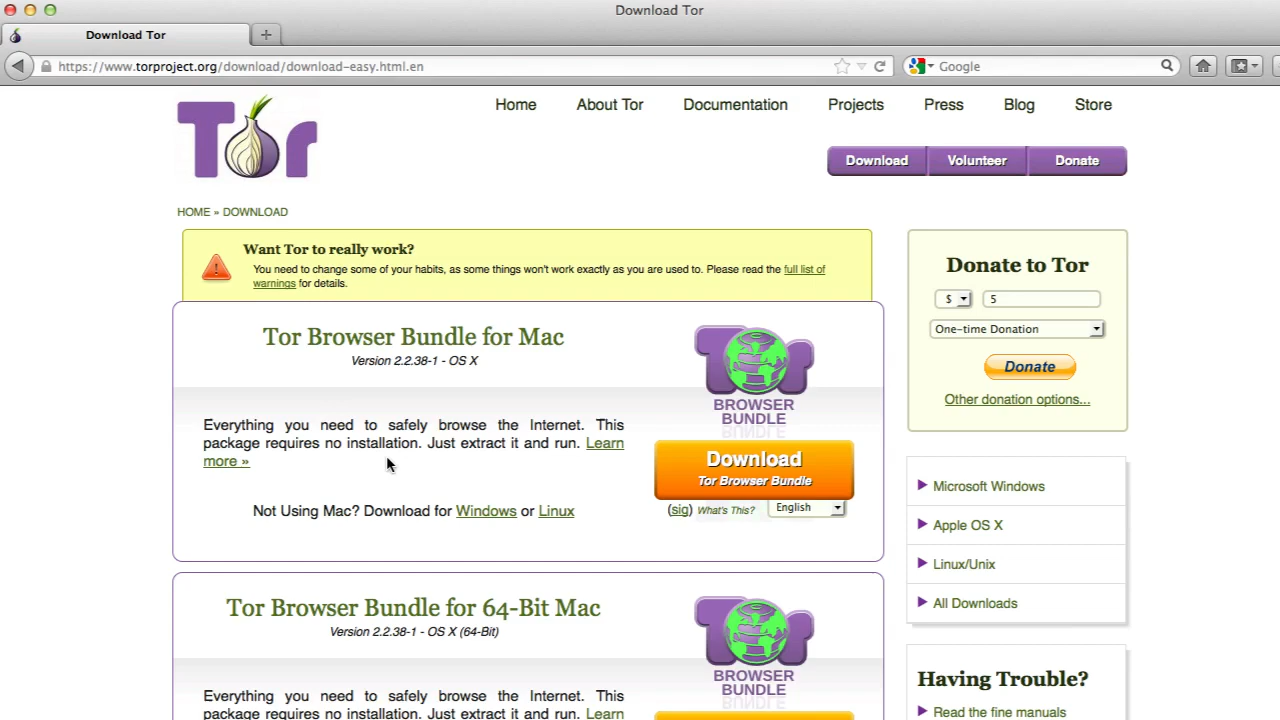 Download Tor
Download Tor
https://www.torproject.org/download/download-easy.html.en
Google
Tor
Home
About Tor
Documentation
Projects
Press
Blog
Store
Download
Volunteer
Donate
HOME » DOWNLOAD
Want Tor to really work?
You need to change some of your habits, as some things won't work exactly as you are used to. Please read the full list of
warnings for details.
Tor Browser Bundle for Mac
Version 2.2.38-1 - OS X
Everything you need to safely browse the Internet. This
package requires no installation. Just extract it and run. Learn
more »
Not Using Mac? Download for Windows or Linux
Tor
BROWSER
BUNDLE
Download
Tor Browser Bundle
(sig) What's This?
English
Tor Browser Bundle for 64-Bit Mac
Version 2.2.38-1 - OS X (64-Bit)
Everything you need to safely browse the Internet. This
package requires no installation. Just extract it and run. Learn
Tor
BROWSER
BUNDLE
Donate to Tor
$
5
One-time Donation
Donate
Other donation options...
Microsoft Windows
Apple OS X
Linux/Unix
All Downloads
Having Trouble?
Read the fine manuals